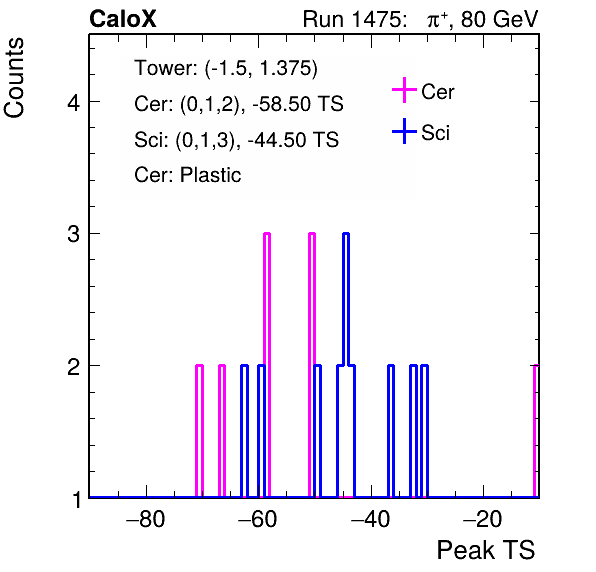 CaloX Run 1475: π⁺, 80 GeV
Counts
Tower: (-1.5, 1.375)
Cer: (0,1,2), -58.50 TS
Sci: (0,1,3), -44.50 TS
Cer: Plastic
Cer
Sci
4
3
2
1
−80 −60 −40 −20
Peak TS